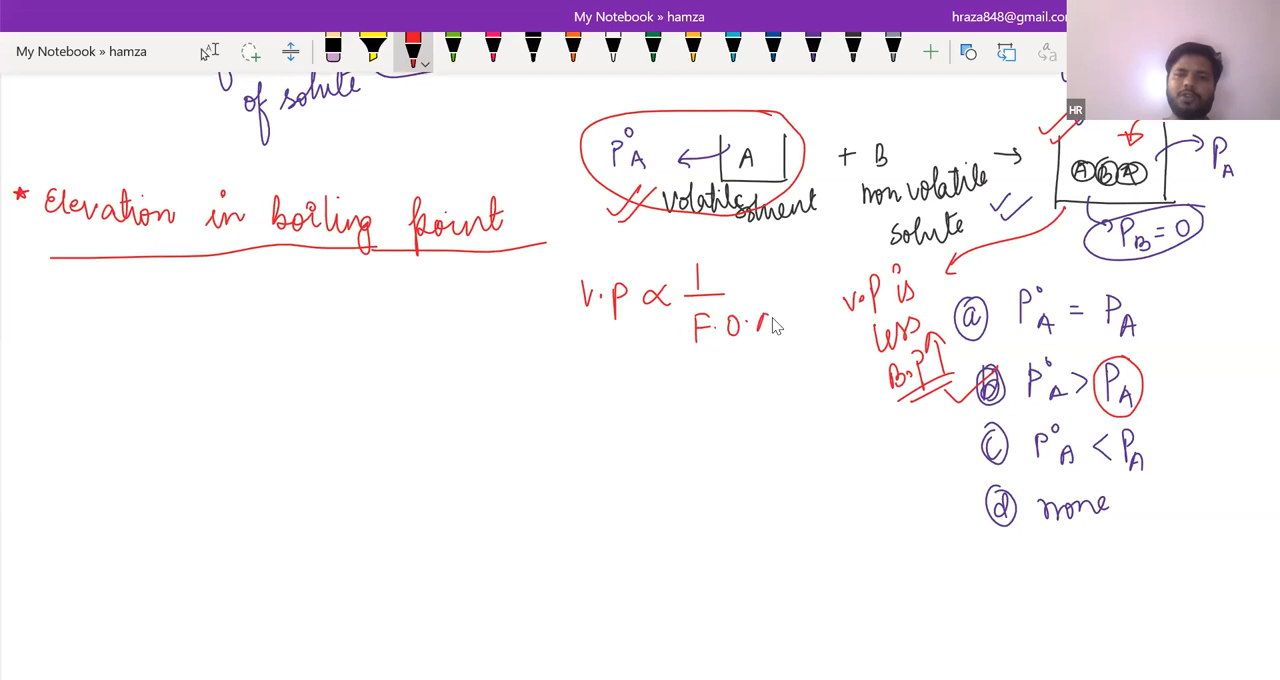 My Notebook » hamza
hraza848@gmail.co
My Notebook » hamza
of solute
* Elevation in boiling point
P°A ← A + B →
volatile solvent
non volatile
solute
A B A
PA
PB = 0
V.P ∝ 1
F.O.
v.P is
less
B.P↑
a P°A = PA
b P°A > PA
c P°A < PA
d none
HR